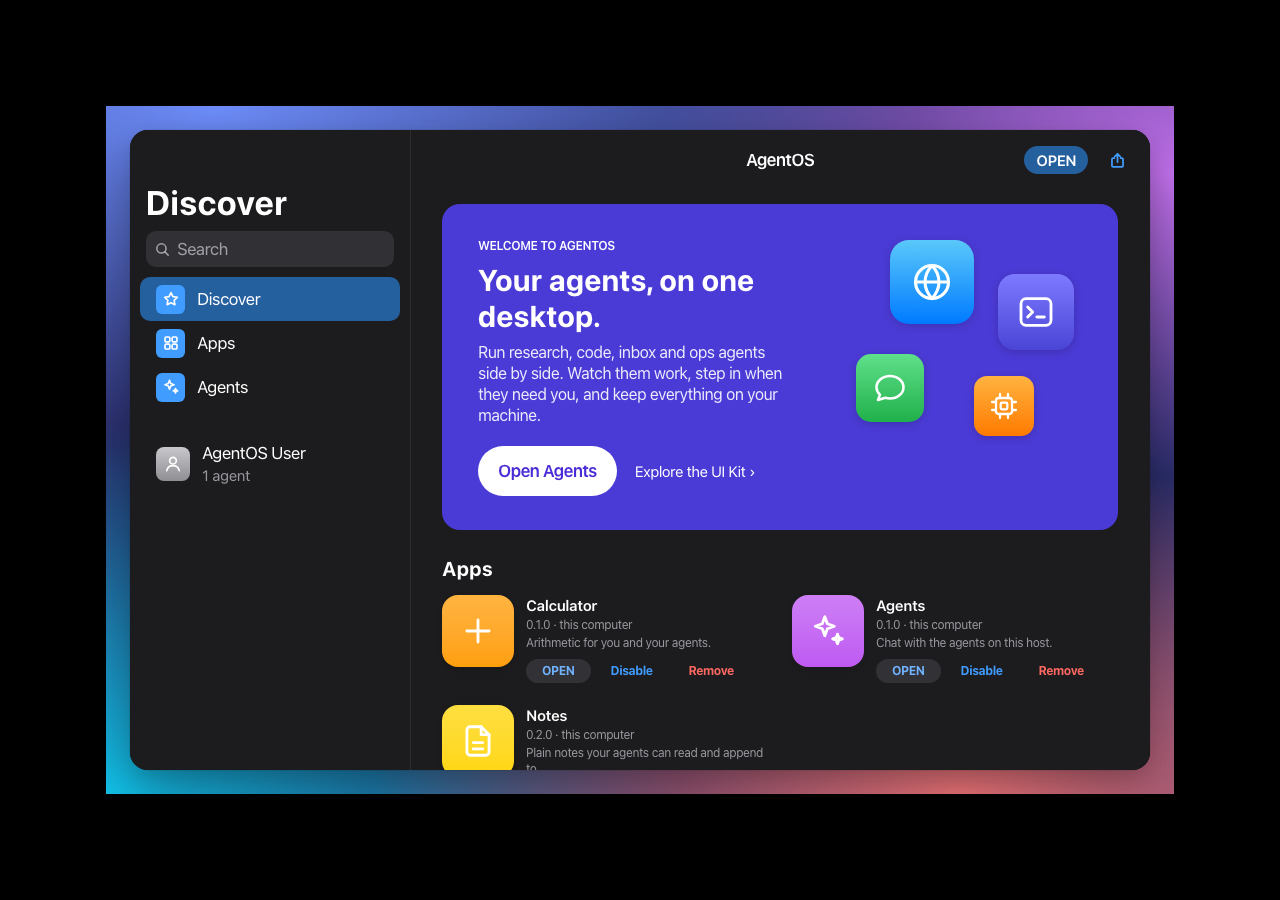 AgentOS
OPEN
Discover
Search
Discover
Apps
Agents
AgentOS User
1 agent
WELCOME TO AGENTOS
Your agents, on one
desktop.
Run research, code, inbox and ops agents
side by side. Watch them work, step in when
they need you, and keep everything on your
machine.
Open Agents
Explore the UI Kit ›
Apps
Calculator
0.1.0 · this computer
Arithmetic for you and your agents.
OPEN
Disable
Remove
Agents
0.1.0 · this computer
Chat with the agents on this host.
OPEN
Disable
Remove
Notes
0.2.0 · this computer
Plain notes your agents can read and append
to